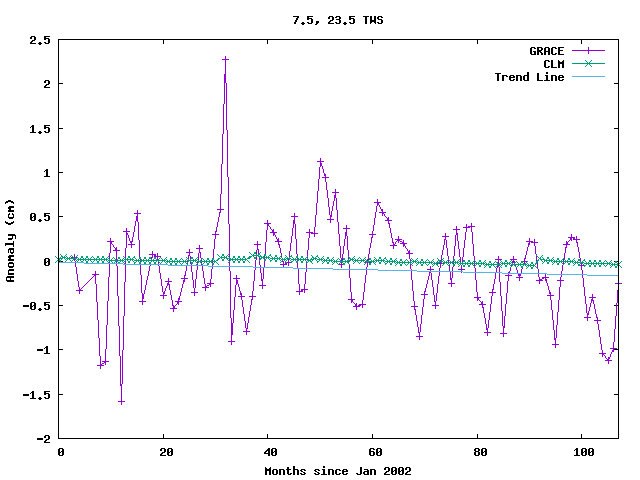 7.5, 23.5 TWS
GRACE
CLM
Trend Line
2.5
2
1.5
1
0.5
0
-0.5
-1
-1.5
-2
Anomaly (cm)
0 20 40 60 80 100
Months since Jan 2002